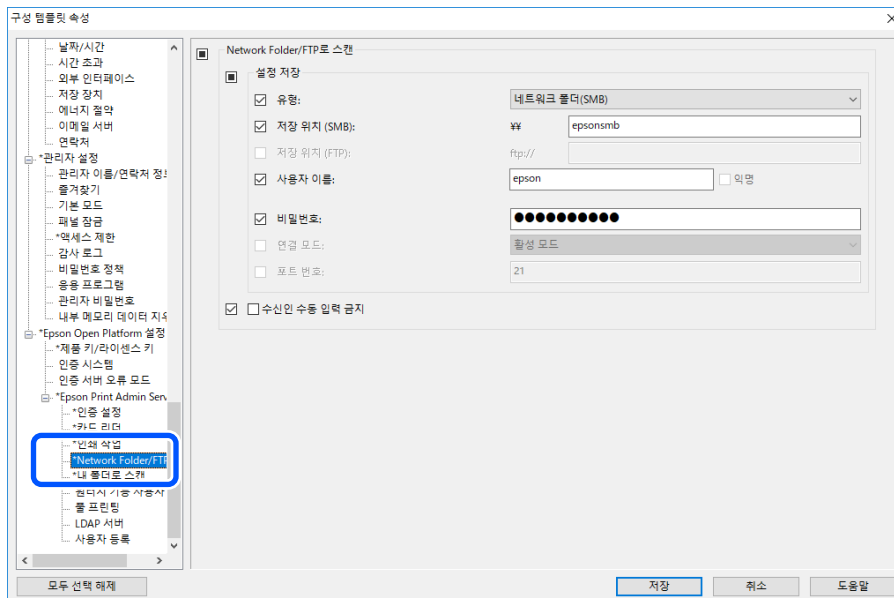 구성 템플릿 속성
날짜/시간
시간 초과
외부 인터페이스
저장 장치
에너지 절약
이메일 서버
연락처
*관리자 설정
관리자 이름/연락처 정보
즐겨찾기
기본 모드
패널 잠금
*액세스 제한
감사 로그
비밀번호 정책
응용 프로그램
관리자 비밀번호
내부 메모리 데이터 지우
*Epson Open Platform 설정
*제품 키/라이센스 키
인증 시스템
인증 서버 오류 모드
*Epson Print Admin Serv
*인증 설정
*카드 리더
*인쇄 작업
*Network Folder/FTP
*내 폴더로 스캔
원터치 기능 사용자
풀 프린팅
LDAP 서버
사용자 등록
모두 선택 해제
Network Folder/FTP로 스캔
설정 저장
유형: 네트워크 폴더(SMB)
저장 위치 (SMB): ¥¥ epsonsmb
저장 위치 (FTP): ftp://
사용자 이름: epson 익명
비밀번호: ●●●●●●●●●●
연결 모드: 활성 모드
포트 번호: 21
수신인 수동 입력 금지
저장 취소 도움말